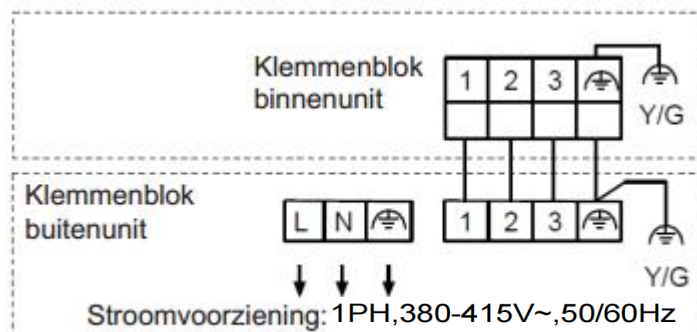 Klemmenblok
binnenunit
1 2 3
Y/G
Klemmenblok
buitenunit
L N
1 2 3
Y/G
Stroomvoorziening: 1PH,380-415V~,50/60Hz